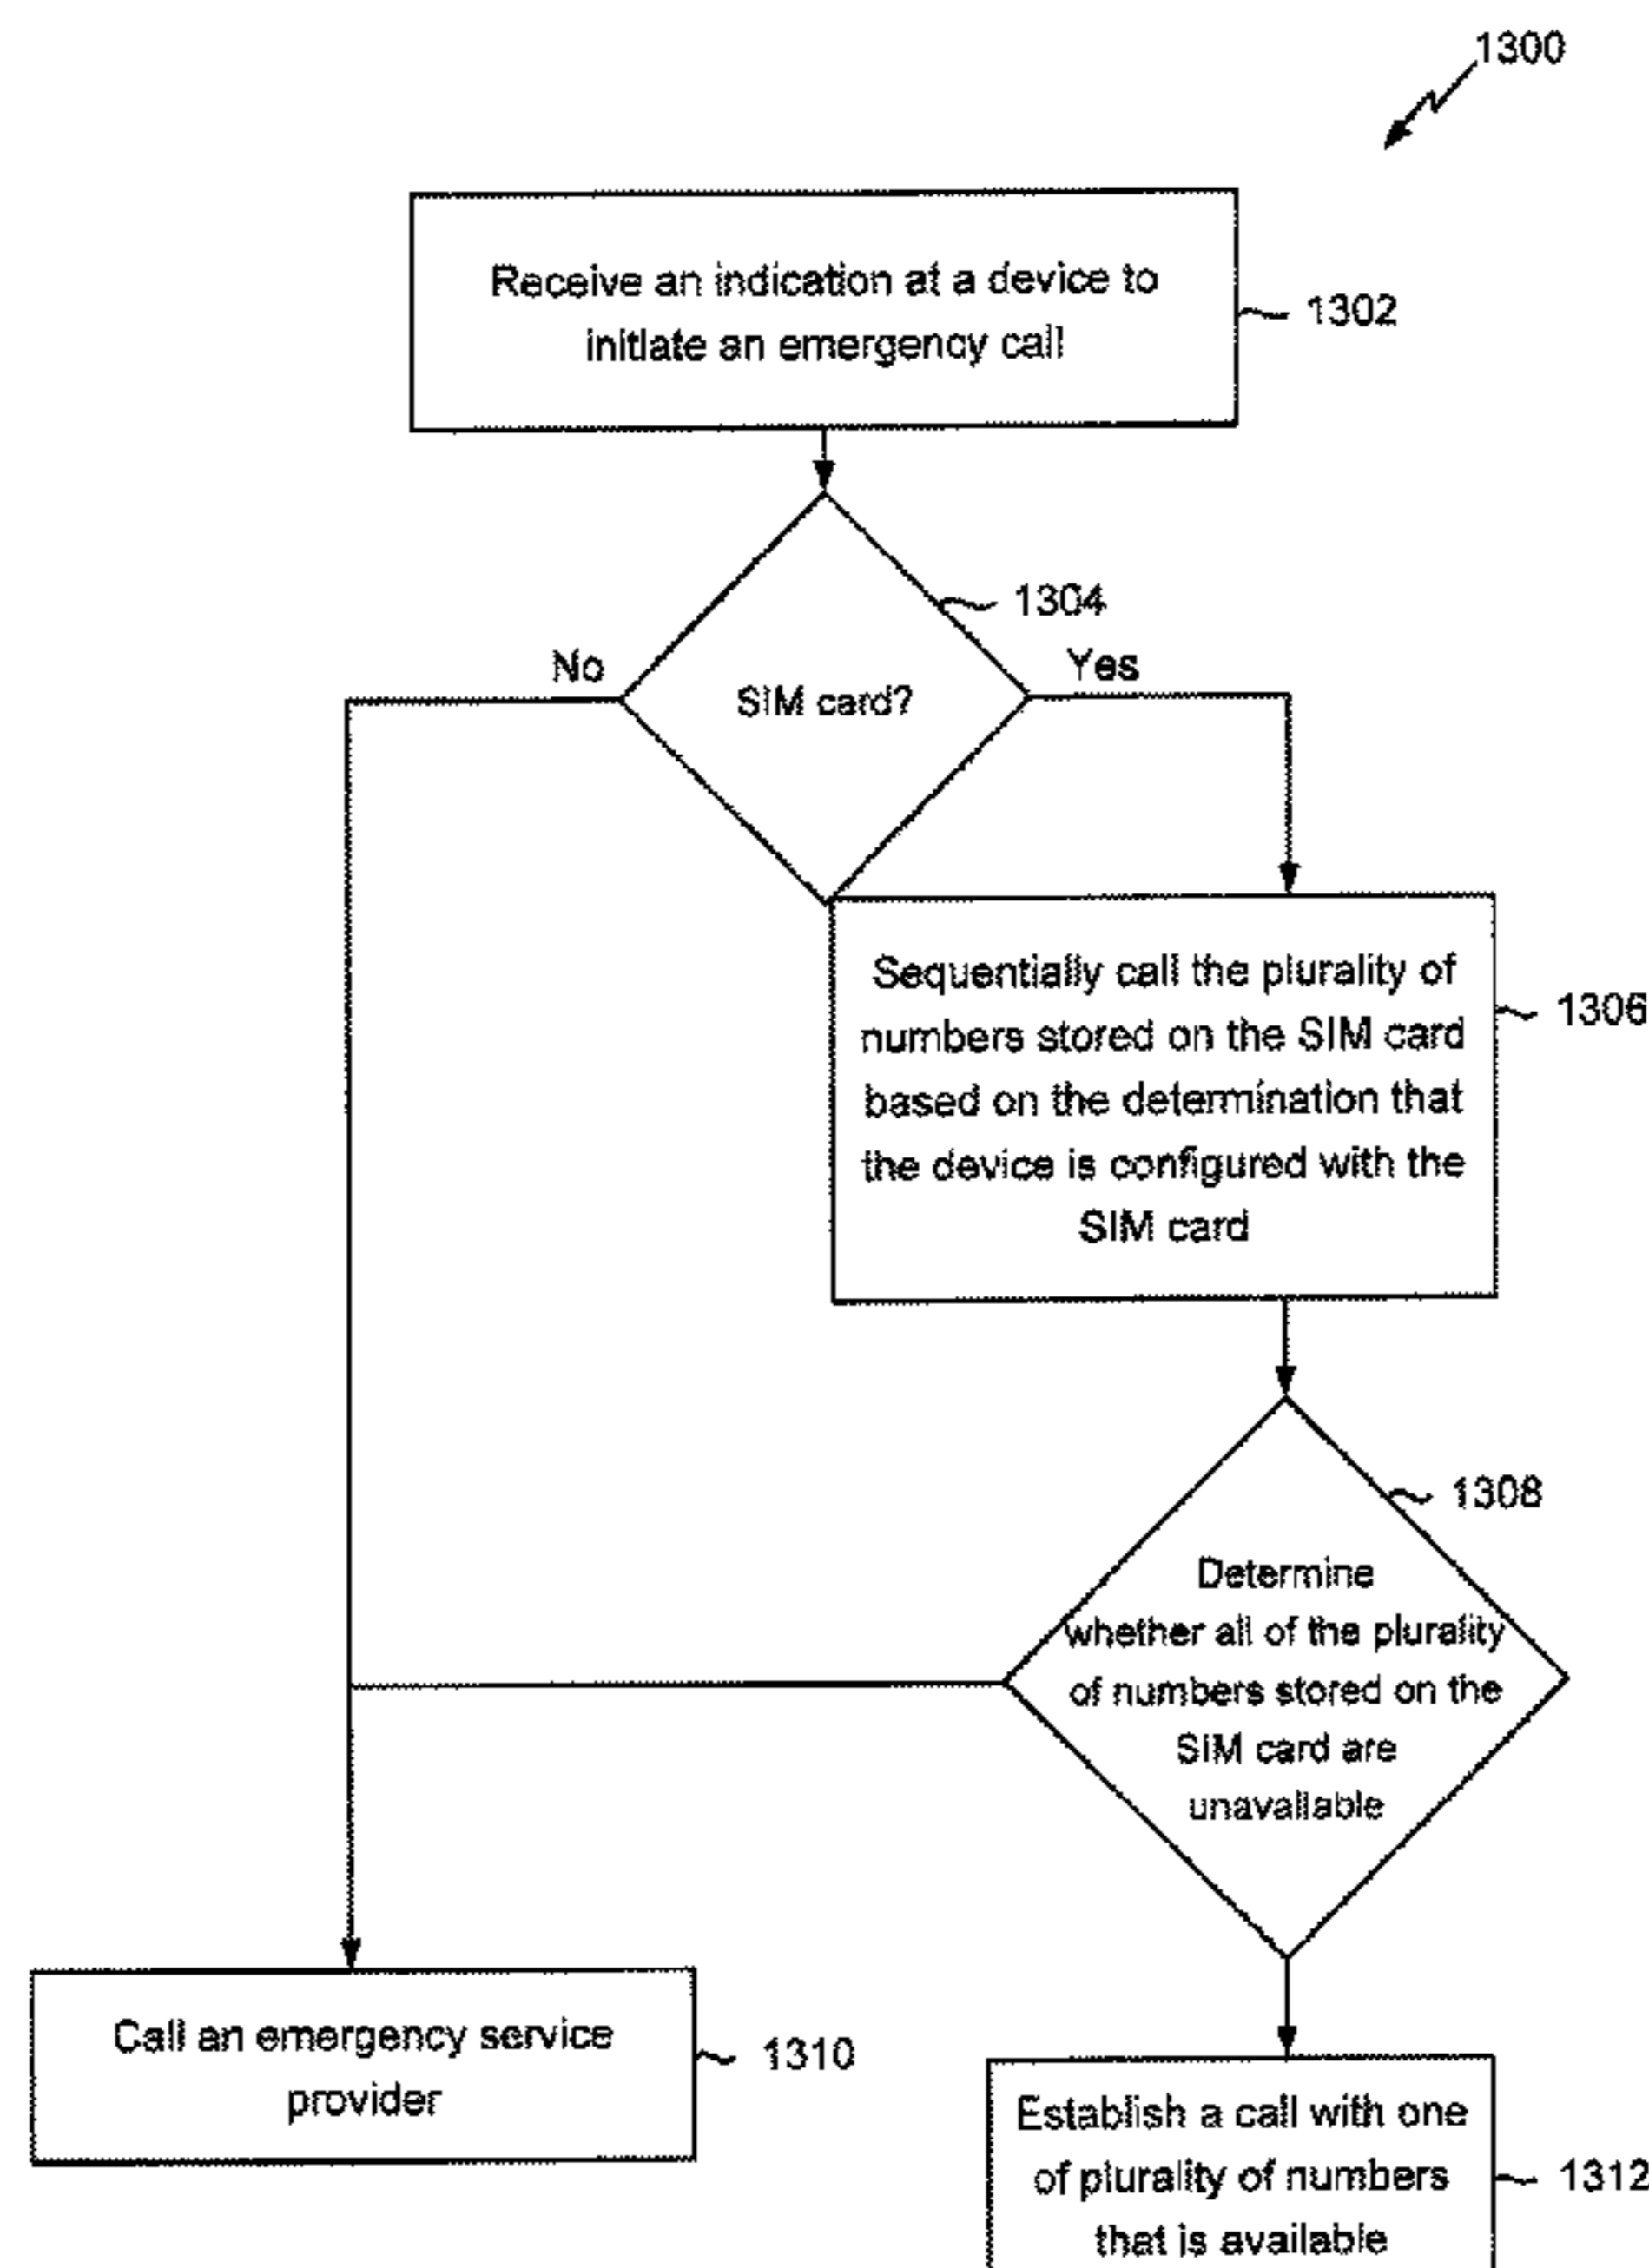 1300
Receive an indication at a device to
initiate an emergency call
1302
1304
No
Yes
SIM card?
Sequentially call the plurality of
numbers stored on the SIM card
based on the determination that
the device is configured with the
SIM card
1306
1308
Determine
whether all of the plurality
of numbers stored on the
SIM card are
unavailable
Call an emergency service
provider
1310
Establish a call with one
of plurality of numbers
that is available
1312